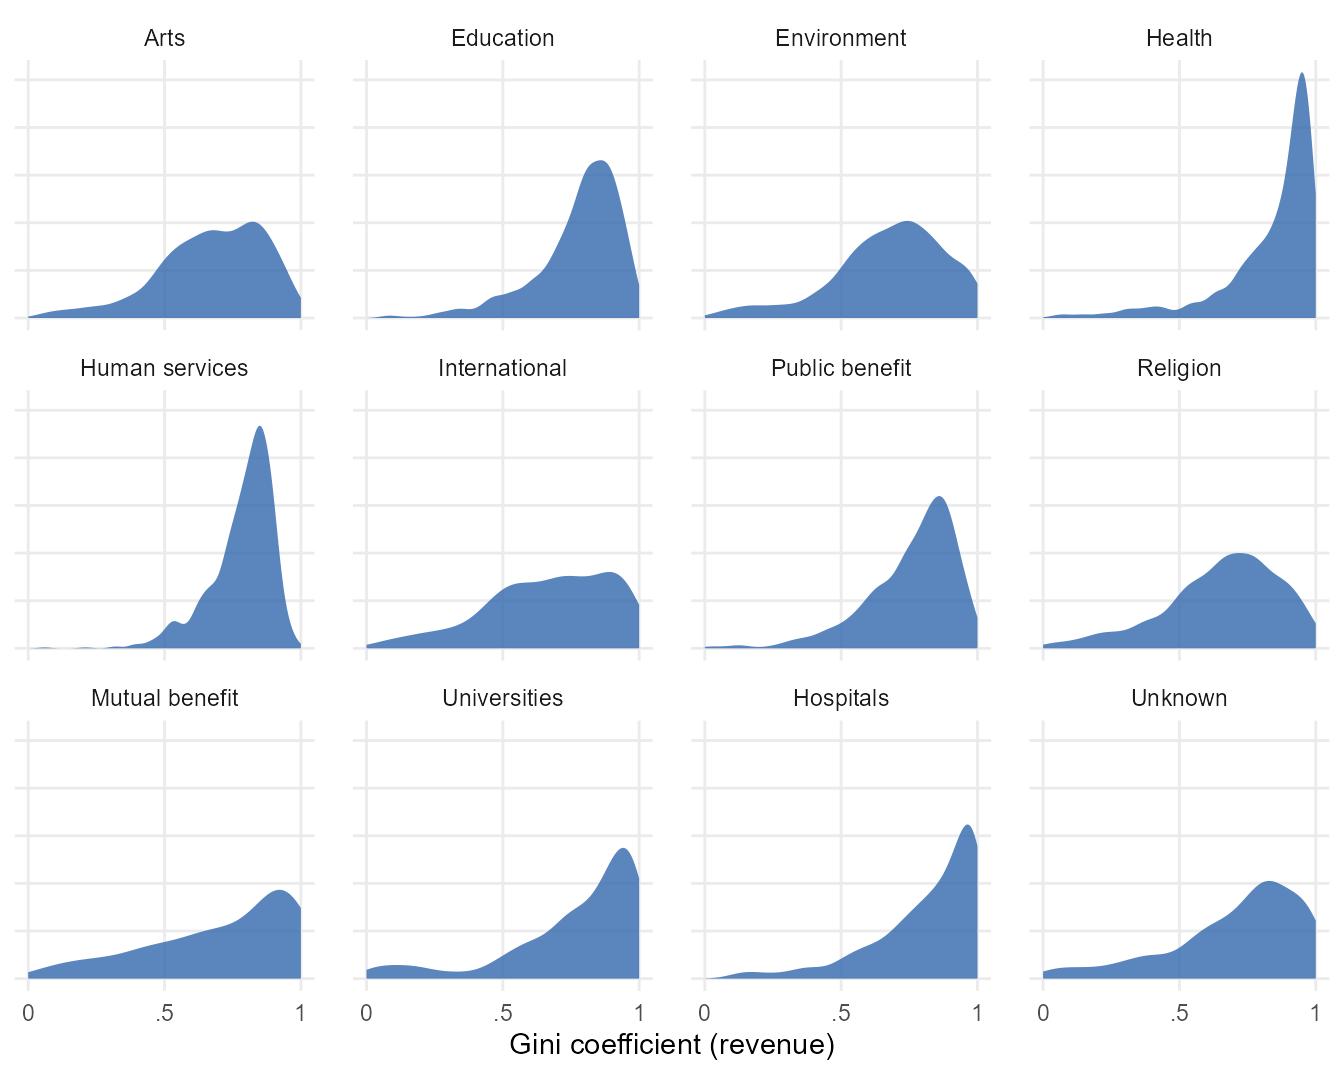 Arts
Education
Environment
Health
Human services
International
Public benefit
Religion
Mutual benefit
Universities
Hospitals
Unknown
0 .5 1 0 .5 1 0 .5 1 0 .5 1
Gini coefficient (revenue)